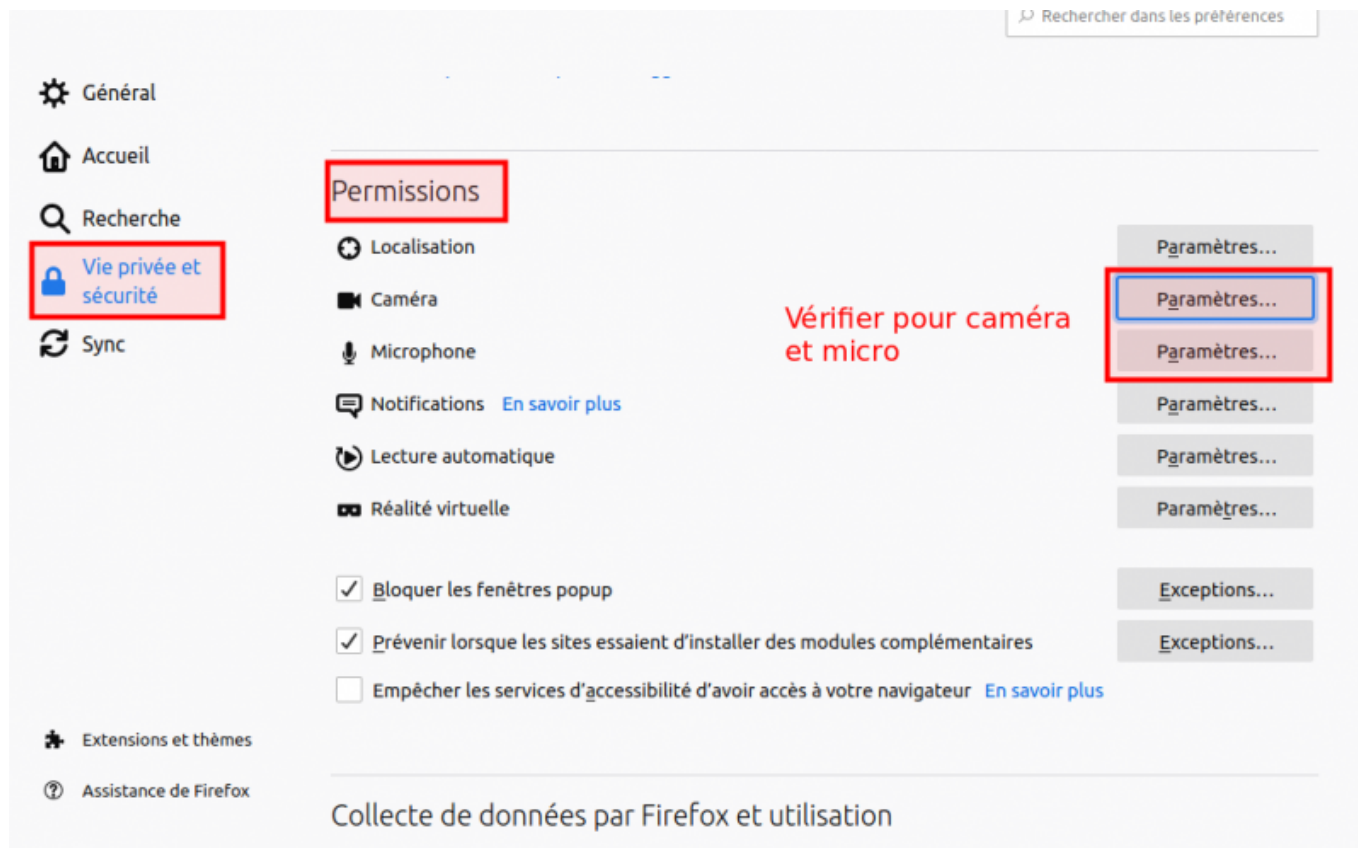 Rechercher dans les préférences
Général
Accueil
Recherche
Vie privée et
sécurité
Sync
Permissions
Localisation Paramètres...
Caméra Paramètres...
Microphone Paramètres...
Vérifier pour caméra
et micro
Notifications En savoir plus Paramètres...
Lecture automatique Paramètres...
Réalité virtuelle Paramètres...
Bloquer les fenêtres popup Exceptions...
Prévenir lorsque les sites essaient d'installer des modules complémentaires Exceptions...
Empêcher les services d'accessibilité d'avoir accès à votre navigateur En savoir plus
Extensions et thèmes
Assistance de Firefox
Collecte de données par Firefox et utilisation